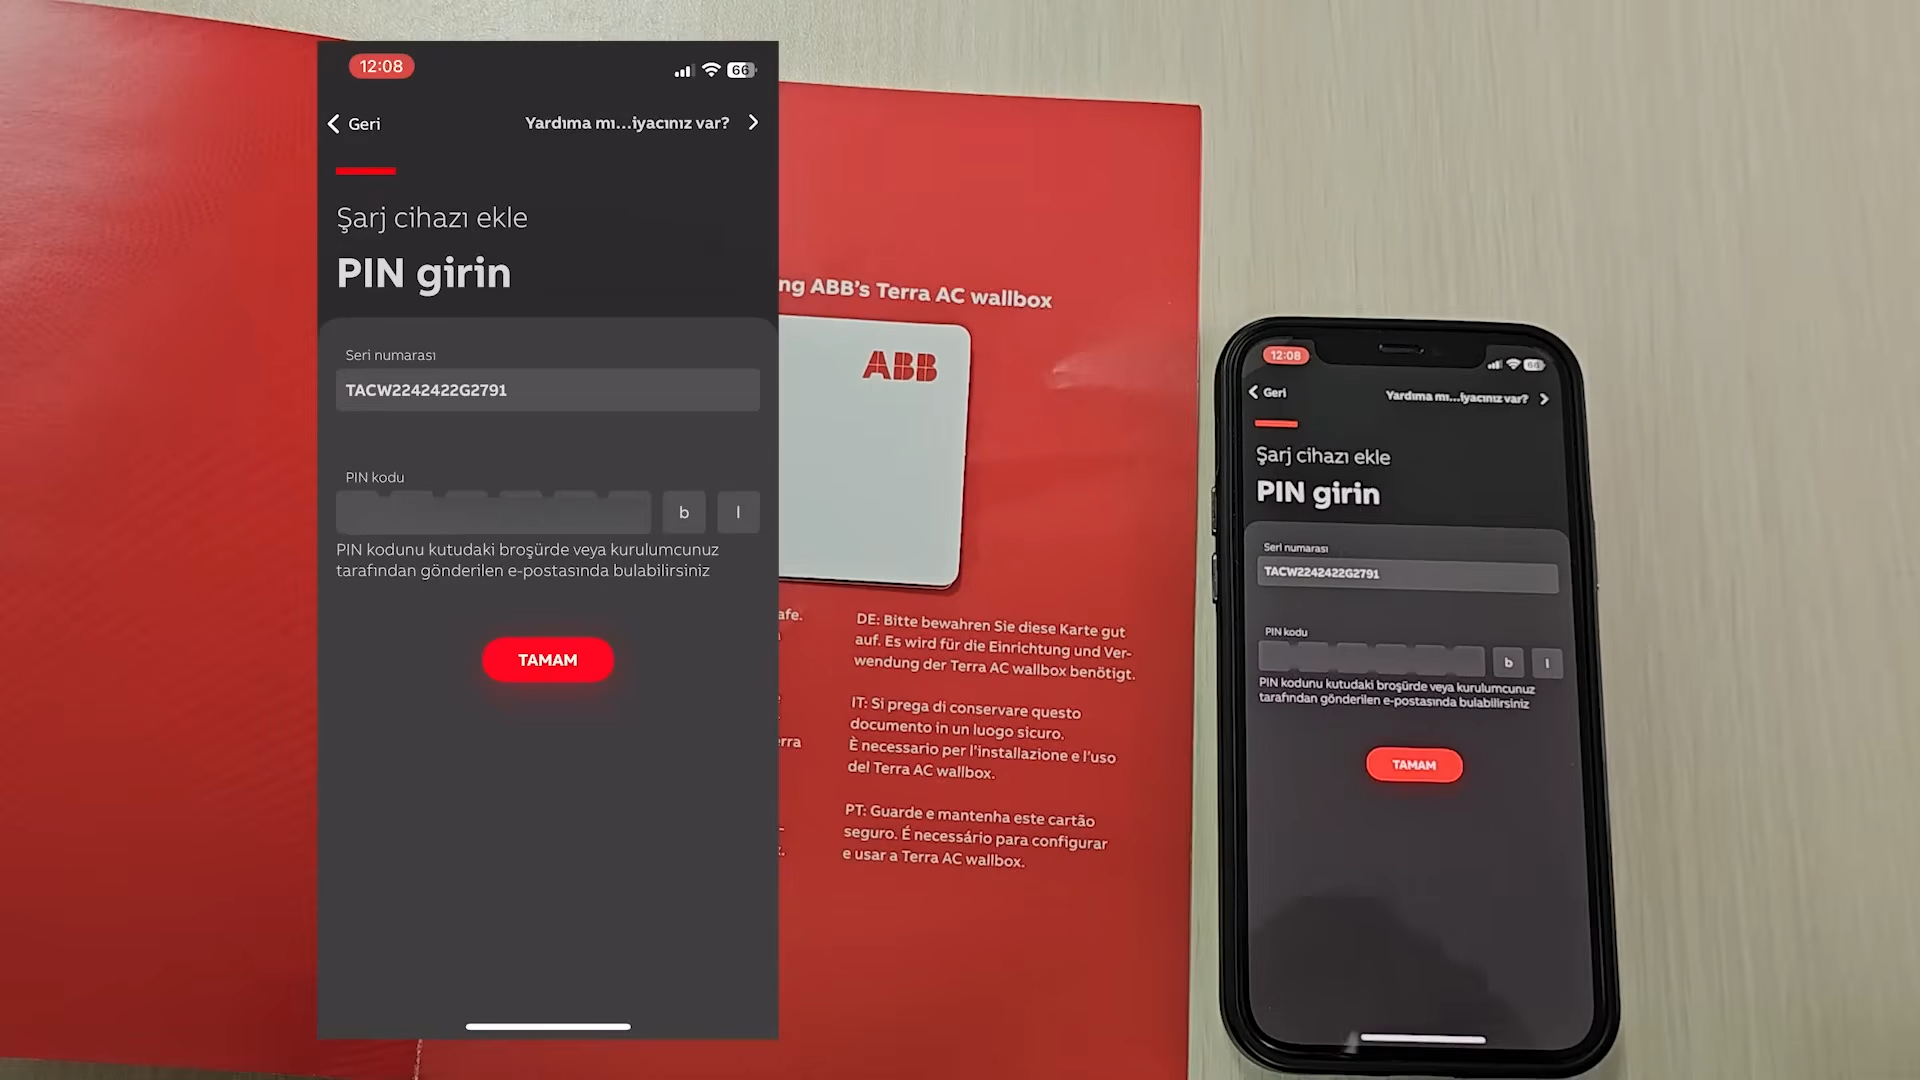 12:08
66
Geri
Yardıma mı...iyacınız var?
Şarj cihazı ekle
PIN girin
Seri numarası
TACW2242422G2791
PIN kodu
b
l
PIN kodunu kutudaki broşürde veya kurulumcunuz
tarafından gönderilen e-postasında bulabilirsiniz
TAMAM
ng ABB's Terra AC wallbox
ABB
afe.
rra
DE: Bitte bewahren Sie diese Karte gut
auf. Es wird für die Einrichtung und Ver-
wendung der Terra AC wallbox benötigt.
IT: Si prega di conservare questo
documento in un luogo sicuro.
È necessario per l'installazione e l'uso
del Terra AC wallbox.
PT: Guarde e mantenha este cartão
seguro. É necessário para configurar
e usar a Terra AC wallbox.
12:08
66
Geri
Yardıma mı...iyacınız var?
Şarj cihazı ekle
PIN girin
Seri numarası
TACW2242422G2791
PIN kodu
b
l
PIN kodunu kutudaki broşürde veya kurulumcunuz
tarafından gönderilen e-postasında bulabilirsiniz
TAMAM